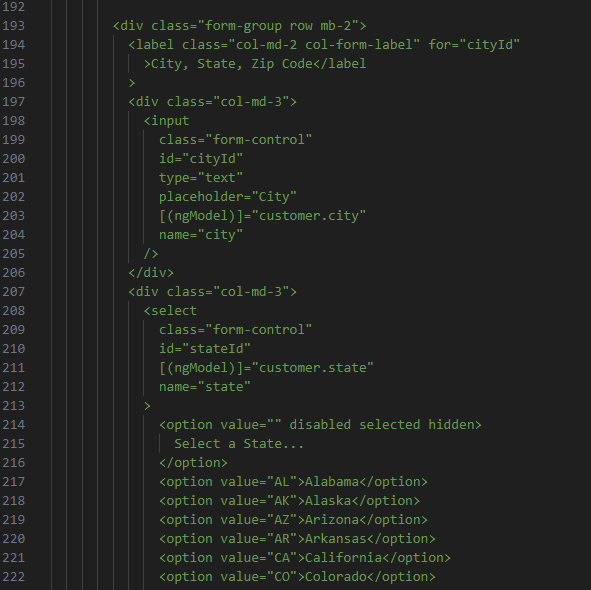 192
193 <div class="form-group row mb-2">
194 <label class="col-md-2 col-form-label" for="cityId"
195 >City, State, Zip Code</label
196 >
197 <div class="col-md-3">
198 <input
199 class="form-control"
200 id="cityId"
201 type="text"
202 placeholder="City"
203 [(ngModel)]="customer.city"
204 name="city"
205 />
206 </div>
207 <div class="col-md-3">
208 <select
209 class="form-control"
210 id="stateId"
211 [(ngModel)]="customer.state"
212 name="state"
213 >
214 <option value="" disabled selected hidden>
215 Select a State...
216 </option>
217 <option value="AL">Alabama</option>
218 <option value="AK">Alaska</option>
219 <option value="AZ">Arizona</option>
220 <option value="AR">Arkansas</option>
221 <option value="CA">California</option>
222 <option value="CO">Colorado</option>